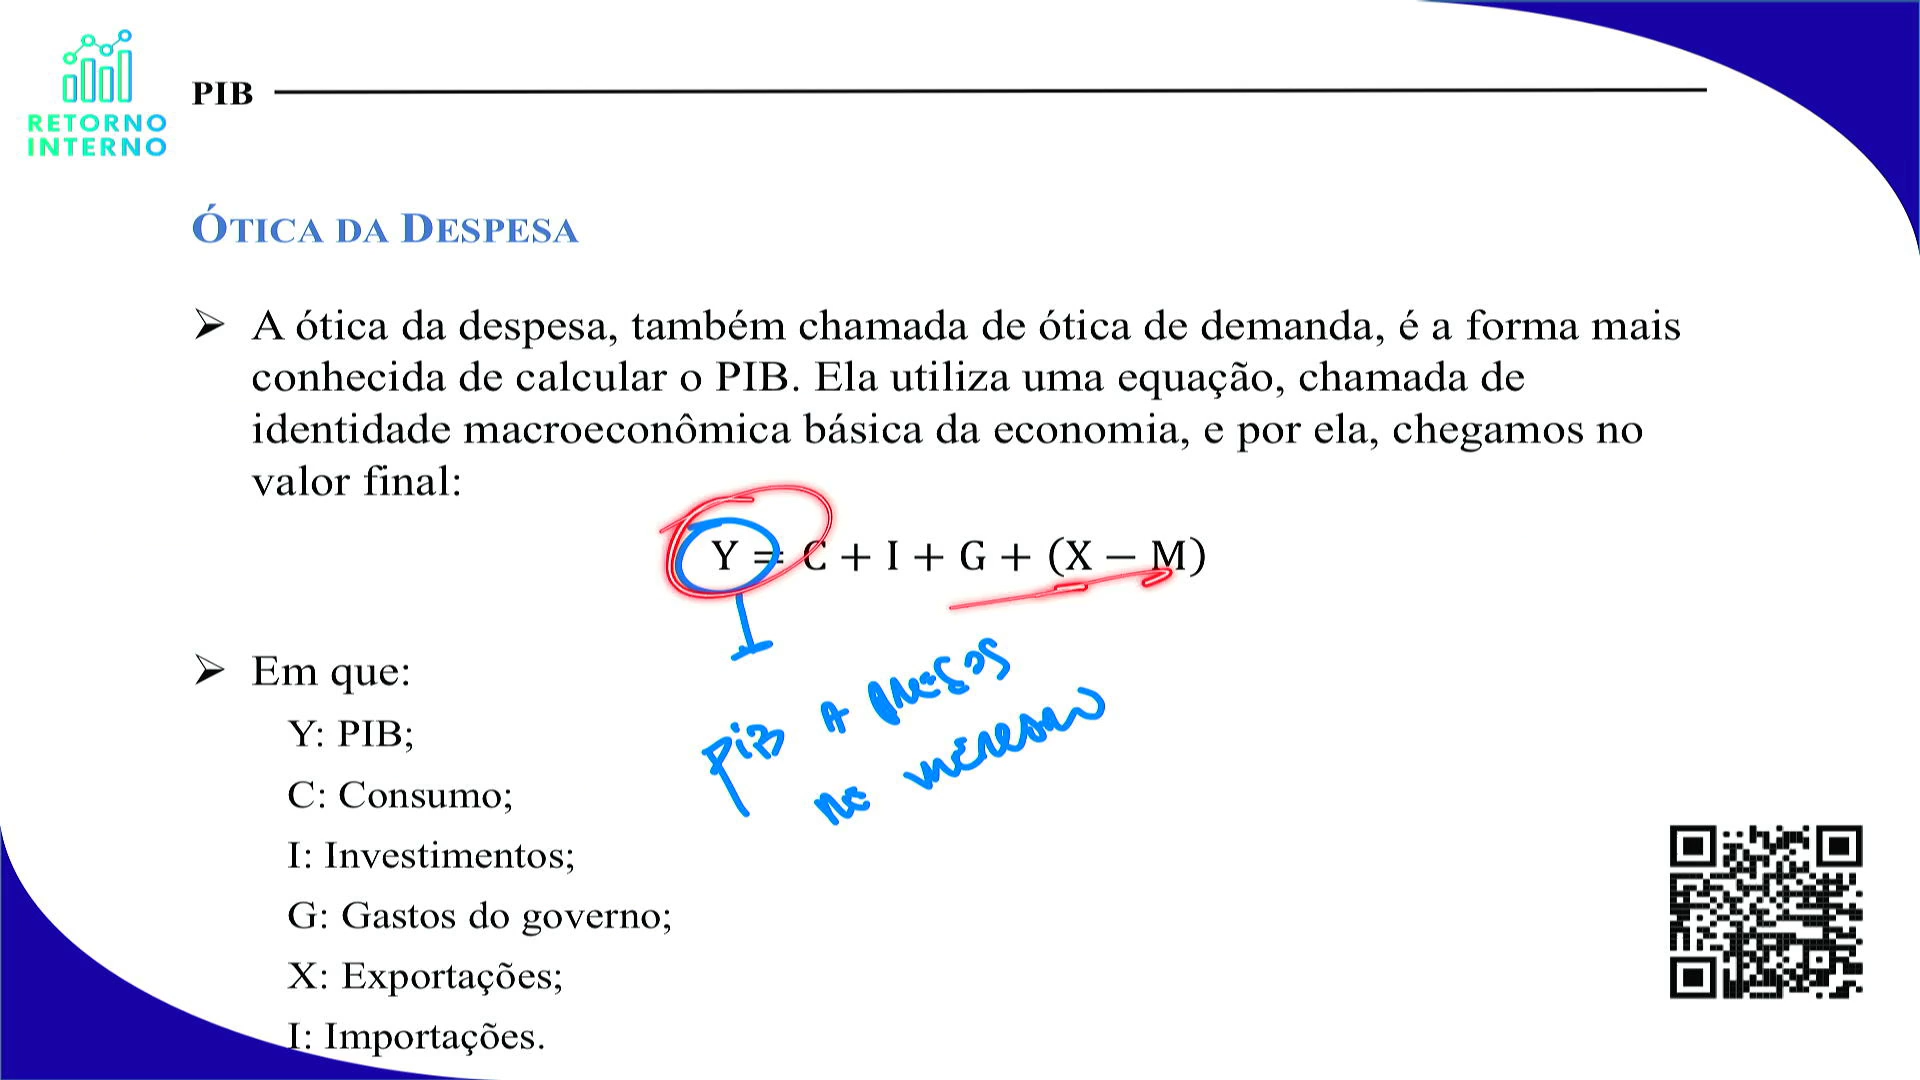 RETORNO
INTERNO
PIB
ÓTICA DA DESPESA
➢ A ótica da despesa, também chamada de ótica de demanda, é a forma mais
conhecida de calcular o PIB. Ela utiliza uma equação, chamada de
identidade macroeconômica básica da economia, e por ela, chegamos no
valor final:
Y = C + I + G + (X − M)
PIB A PREÇOS
DE MERCADO
➢ Em que:
Y: PIB;
C: Consumo;
I: Investimentos;
G: Gastos do governo;
X: Exportações;
I: Importações.